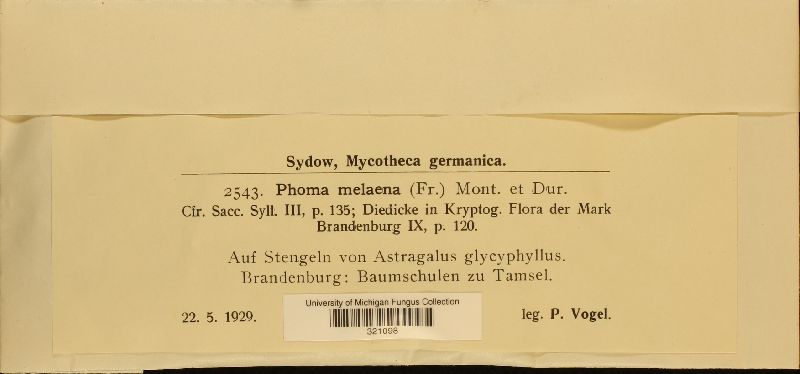 Sydow, Mycotheca germanica.
2543. Phoma melaena (Fr.) Mont. et Dur.
Cfr. Sacc. Syll. III, p. 135; Diedicke in Kryptog. Flora der Mark
Brandenburg IX, p. 120.
Auf Stengeln von Astragalus glycyphyllus.
Brandenburg: Baumschulen zu Tamsel.
22. 5. 1929.
leg. P. Vogel.
University of Michigan Fungus Collection
321098